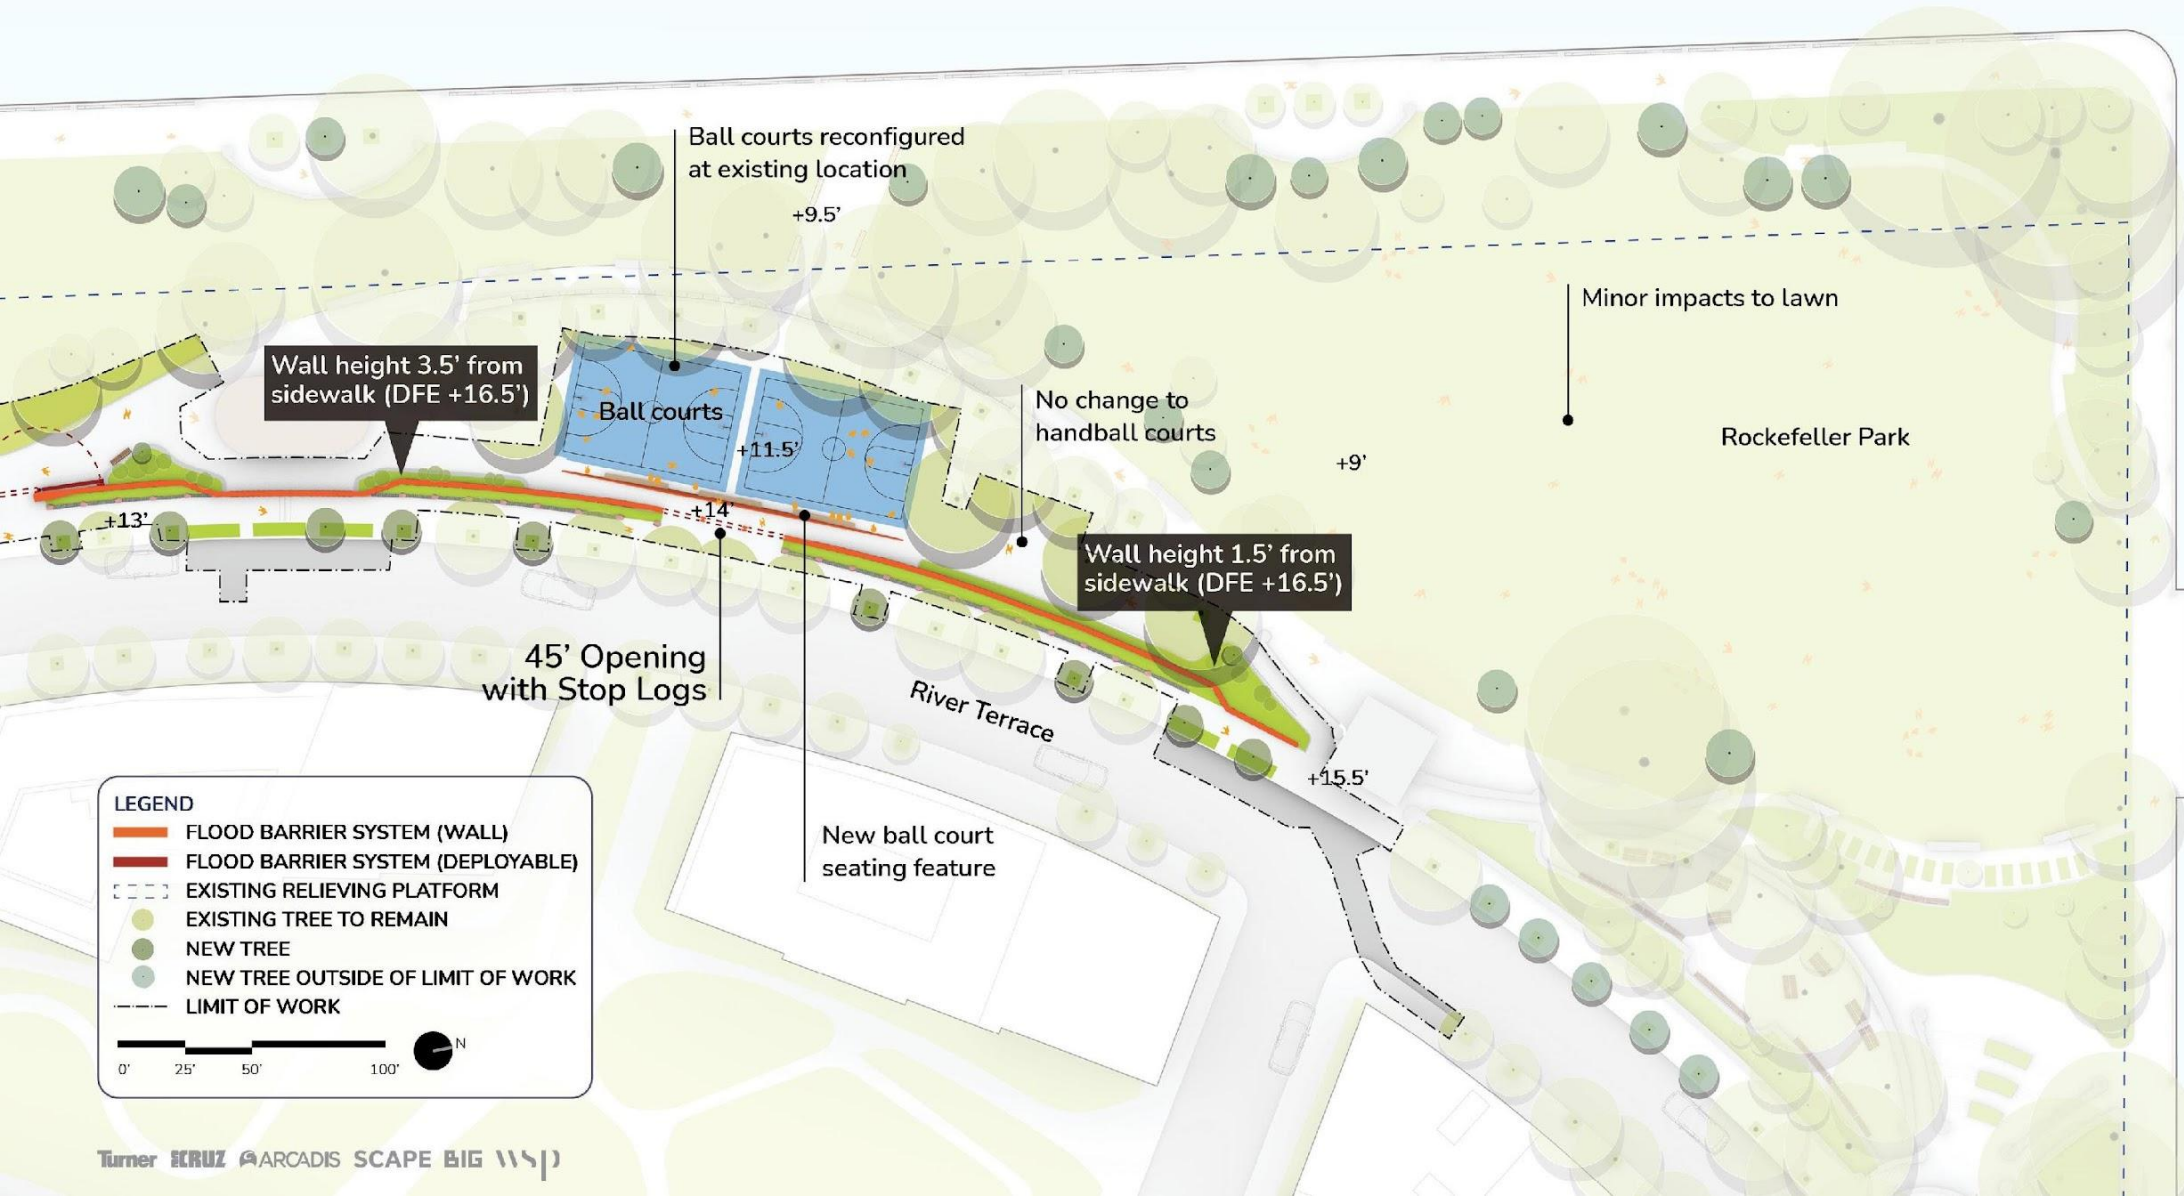 Ball courts reconfigured
at existing location
+9.5’
Minor impacts to lawn
Wall height 3.5’ from
sidewalk (DFE +16.5’)
Ball courts
+11.5’
No change to
handball courts
+9’
Rockefeller Park
+13’
+14’
Wall height 1.5’ from
sidewalk (DFE +16.5’)
45’ Opening
with Stop Logs
River Terrace
+15.5’
New ball court
seating feature
LEGEND
FLOOD BARRIER SYSTEM (WALL)
FLOOD BARRIER SYSTEM (DEPLOYABLE)
EXISTING RELIEVING PLATFORM
EXISTING TREE TO REMAIN
NEW TREE
NEW TREE OUTSIDE OF LIMIT OF WORK
LIMIT OF WORK
N
0’ 25’ 50’ 100’
Turner CRUZ ARCADIS SCAPE BIG WSP